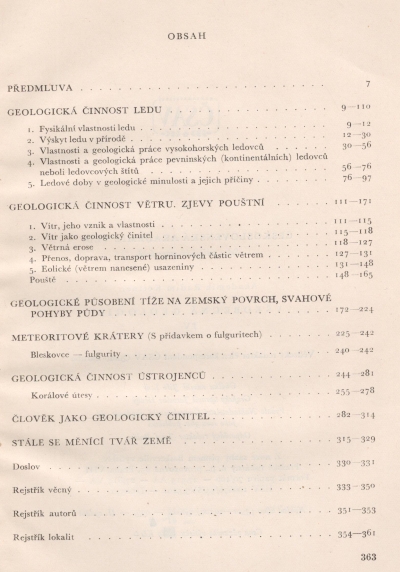 OBSAH
PŘEDMLUVA . . . . . . . . . . . . . . . . . . . . 7
GEOLOGICKÁ ČINNOST LEDU . . . . . . . . . . . . 9—110
1. Fysikální vlastnosti ledu . . . . . . . . . . . . 9—12
2. Výskyt ledu v přírodě . . . . . . . . . . . . 12—30
3. Vlastnosti a geologická práce vysokohorských ledovců . . . . 30—56
4. Vlastnosti a geologická práce pevninských (kontinentálních) ledovců
neboli ledovcových štítů . . . . . . . . . . . . 56—76
5. Ledové doby v geologické minulosti a jejich příčiny . . . . 76—97
GEOLOGICKÁ ČINNOST VĚTRU. ZJEVY POUŠTNÍ . . . . 111—171
1. Vítr, jeho vznik a vlastnosti . . . . . . . . . . 111—115
2. Vítr jako geologický činitel . . . . . . . . . . 115—118
3. Větrná erose . . . . . . . . . . . . 118—127
4. Přenos, doprava, transport horninových částic větrem . . . . 127—131
5. Eolické (větrem nanesené) usazeniny . . . . . . . . 131—148
Pouště . . . . . . . . . . . . . . . . 148—165
GEOLOGICKÉ PŮSOBENÍ TÍŽE NA ZEMSKÝ POVRCH, SVAHOVÉ
POHYBY PŮDY . . . . . . . . . . . . . . . . 172—224
METEORITOVÉ KRÁTERY (S přídavkem o fulguritech) . . . . 225—242
Bleskovce — fulgurity . . . . . . . . . . . . 240—242
GEOLOGICKÁ ČINNOST ÚSTROJENCŮ . . . . . . . . 244—281
Korálové útesy . . . . . . . . . . . . 255—278
ČLOVĚK JAKO GEOLOGICKÝ ČINITEL . . . . . . . . 282—314
STÁLE SE MĚNÍCÍ TVÁŘ ZEMĚ . . . . . . . . . . 315—329
Doslov . . . . . . . . . . . . . . . . 330—331
Rejstřík věcný . . . . . . . . . . . . . . 333—350
Rejstřík autorů . . . . . . . . . . . . . . 351—353
Rejstřík lokalit . . . . . . . . . . . . . . 354—361
363